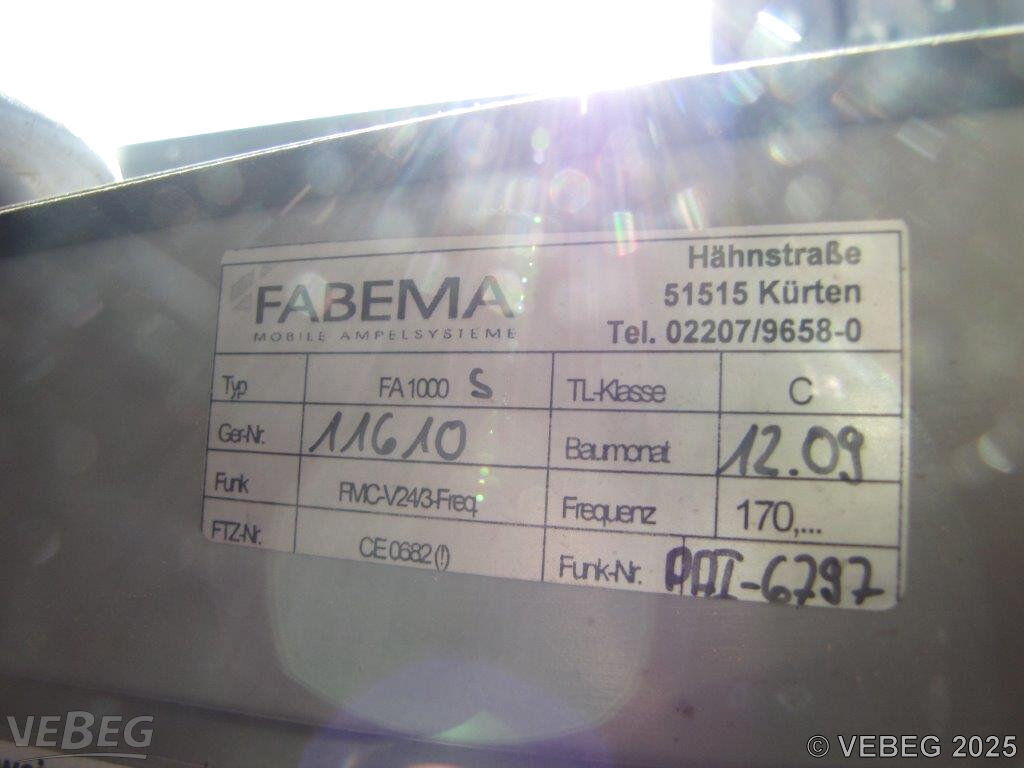 FABEMA
MOBILE AMPELSYSTEME
Hähnstraße
51515 Kürten
Tel. 02207/9658-0
Typ FA 1000 S TL-Klasse C
Ger-Nr. 11610 Baumonat 12.09
Funk FMC-V24/3-Freq. Frequenz 170,...
FTZ-Nr. CE 0682 (!) Funk-Nr. PAI-6797
VEBEG
© VEBEG 2025